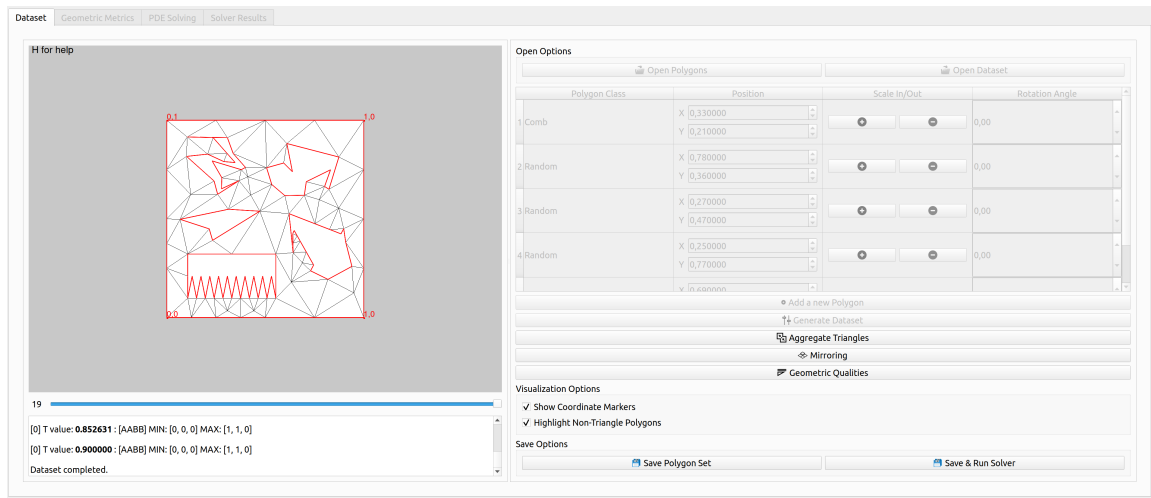 Dataset Geometric Metrics PDE Solving Solver Results
H for help
0,1 1,0
0,0 1,0
19
[0] T value: 0.852631 : [AABB] MIN: [0, 0, 0] MAX: [1, 1, 0]
[0] T value: 0.900000 : [AABB] MIN: [0, 0, 0] MAX: [1, 1, 0]
Dataset completed.
Open Options
Open Polygons Open Dataset
Polygon Class Position Scale In/Out Rotation Angle
1 Comb X 0,330000 0,00
Y 0,210000
2 Random X 0,780000 0,00
Y 0,360000
3 Random X 0,270000 0,00
Y 0,470000
4 Random X 0,250000 0,00
Y 0,770000
X 0,690000
Add a new Polygon
Generate Dataset
Aggregate Triangles
Mirroring
Geometric Qualities
Visualization Options
Show Coordinate Markers
Highlight Non-Triangle Polygons
Save Options
Save Polygon Set Save & Run Solver